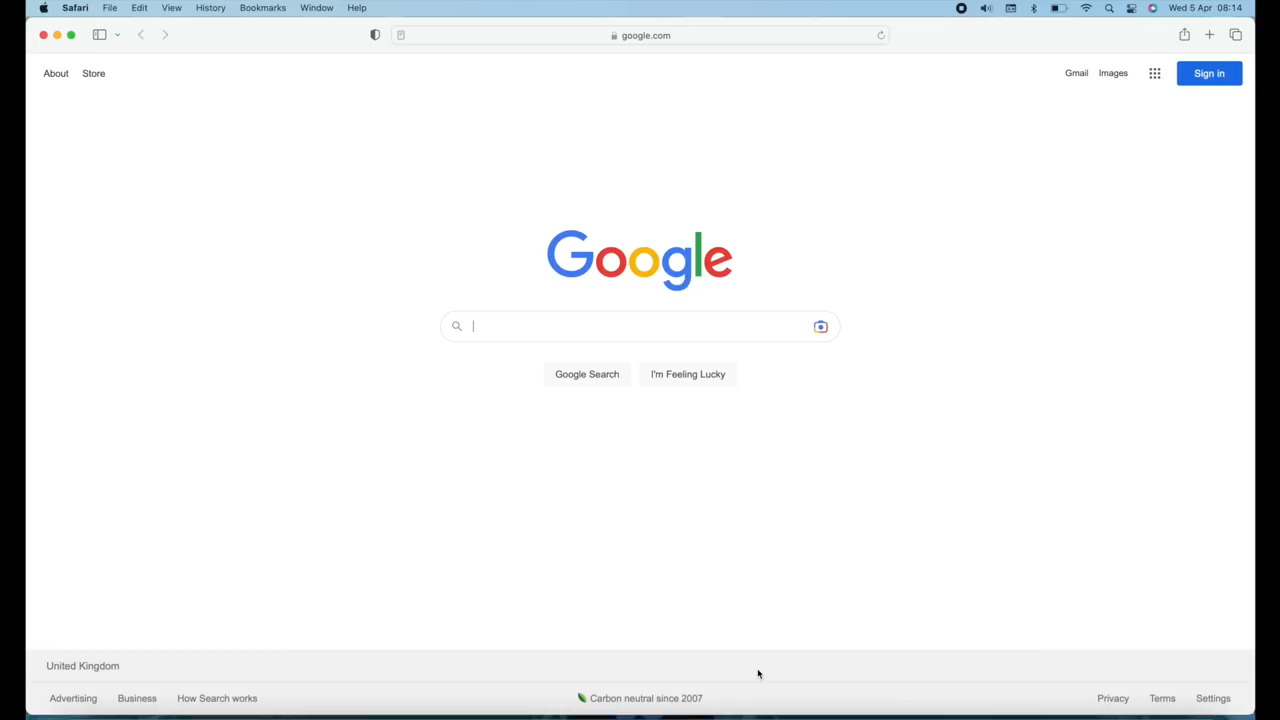 Safari File Edit View History Bookmarks Window Help Wed 5 Apr 08:14
google.com
About Store Gmail Images Sign in
Google
Google Search I'm Feeling Lucky
United Kingdom
Advertising Business How Search works Carbon neutral since 2007 Privacy Terms Settings